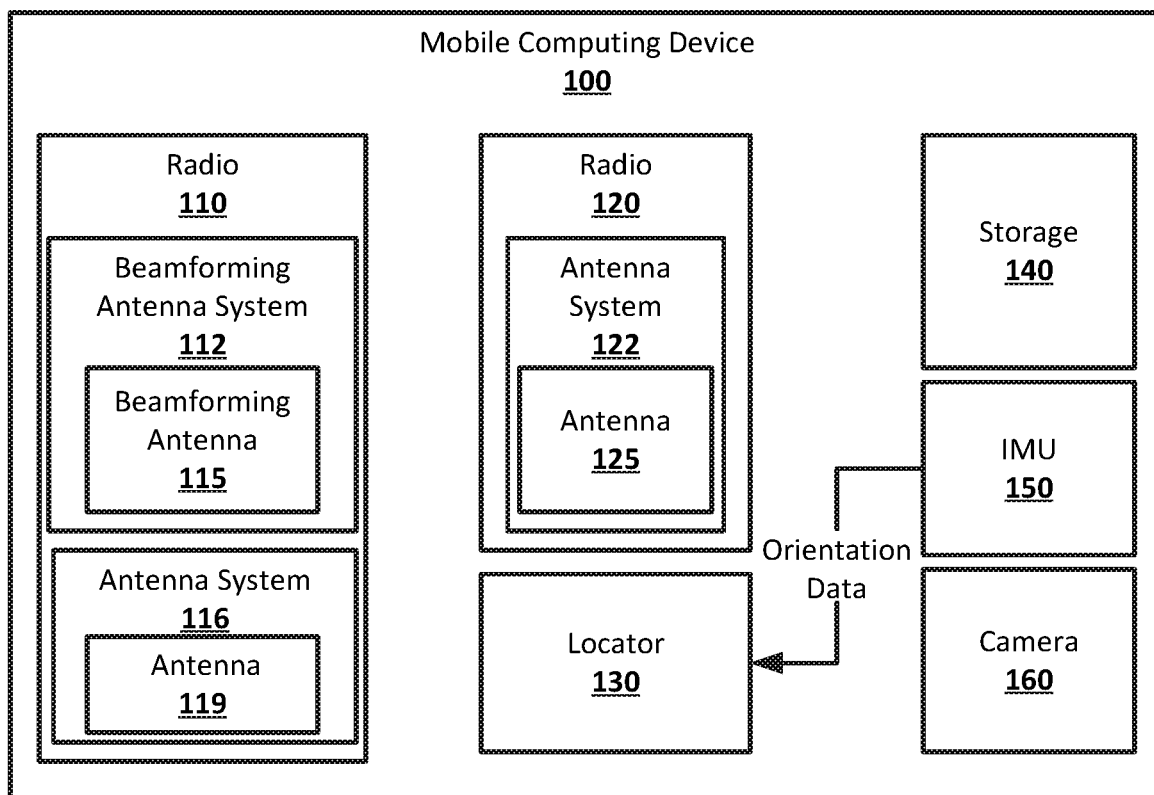 Mobile Computing Device
100
Radio
110
Beamforming
Antenna System
112
Beamforming
Antenna
115
Antenna System
116
Antenna
119
Radio
120
Antenna
System
122
Antenna
125
Locator
130
Orientation
Data
Storage
140
IMU
150
Camera
160